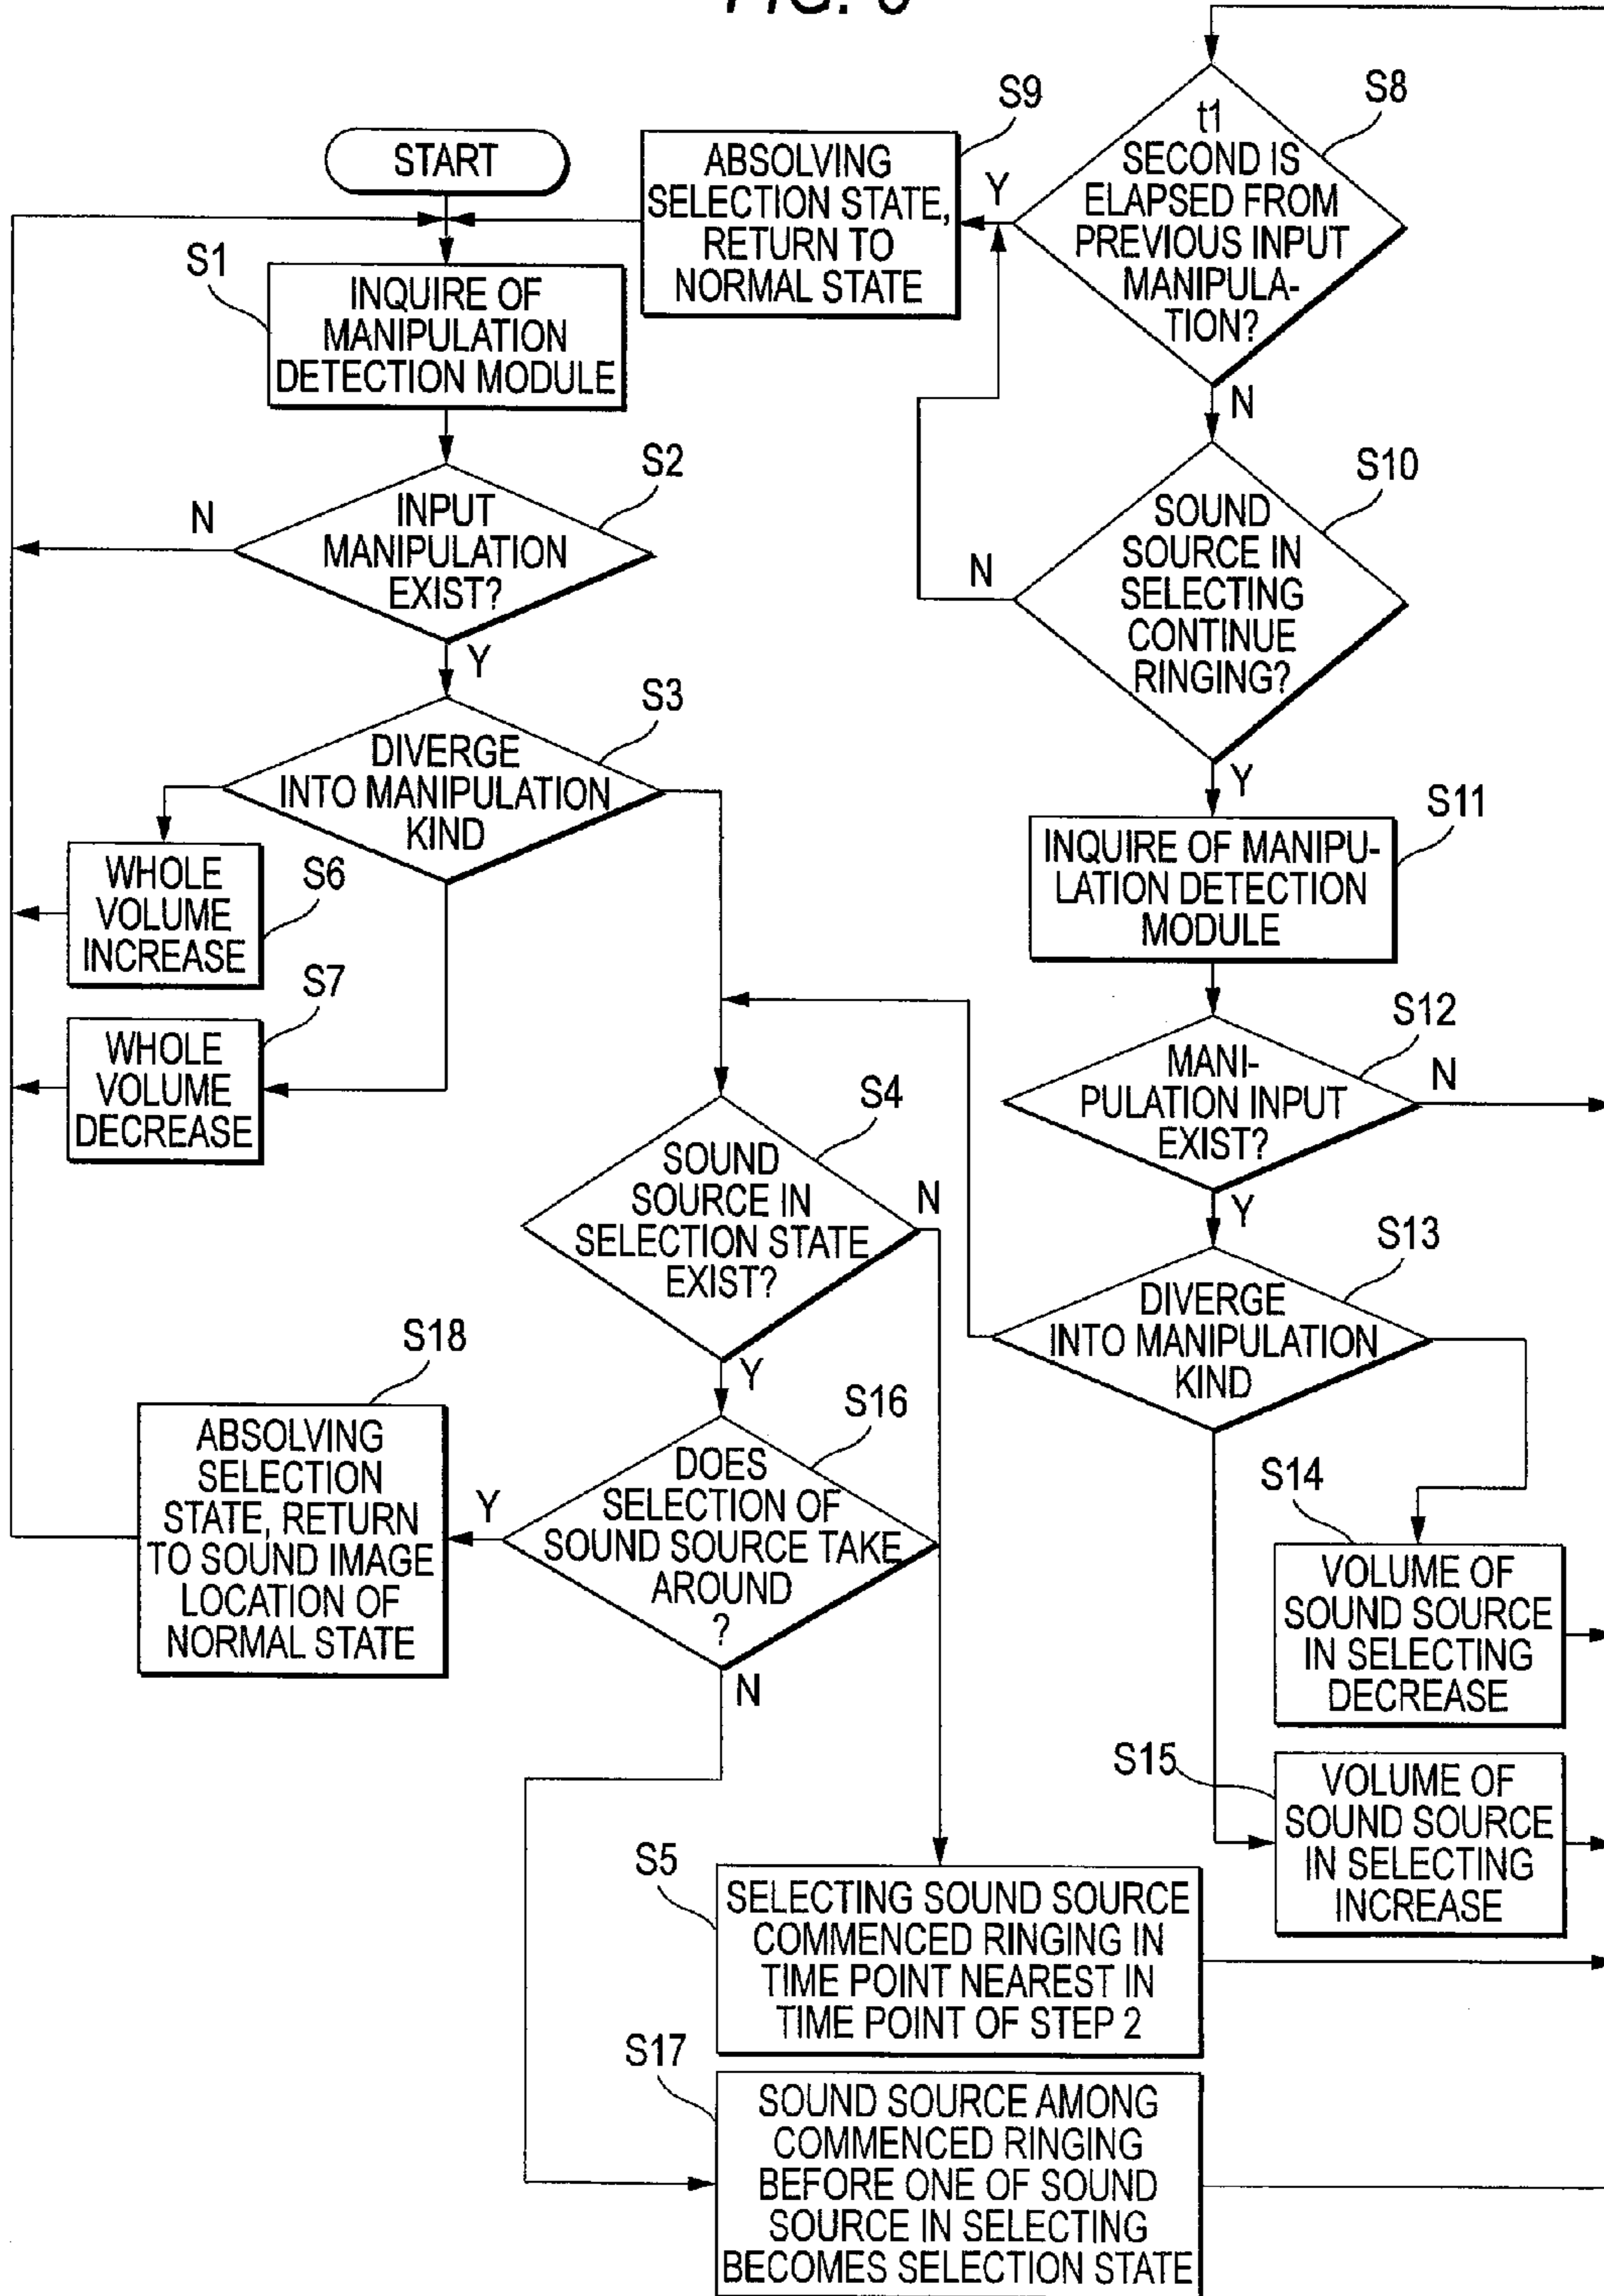 START
S1
INQUIRE OF
MANIPULATION
DETECTION MODULE
S2
INPUT
MANIPULATION
EXIST?
N
Y
S3
DIVERGE
INTO MANIPULATION
KIND
S6
WHOLE
VOLUME
INCREASE
S7
WHOLE
VOLUME
DECREASE
S4
SOUND
SOURCE IN
SELECTION STATE
EXIST?
N
Y
S16
DOES
SELECTION OF
SOUND SOURCE TAKE
AROUND
?
Y
N
S18
ABSOLVING
SELECTION
STATE, RETURN
TO SOUND IMAGE
LOCATION OF
NORMAL STATE
S5
SELECTING SOUND SOURCE
COMMENCED RINGING IN
TIME POINT NEAREST IN
TIME POINT OF STEP 2
S17
SOUND SOURCE AMONG
COMMENCED RINGING
BEFORE ONE OF SOUND
SOURCE IN SELECTING
BECOMES SELECTION STATE
S9
ABSOLVING
SELECTION STATE,
RETURN TO
NORMAL STATE
S8
t1
SECOND IS
ELAPSED FROM
PREVIOUS INPUT
MANIPULA-
TION?
Y
N
S10
SOUND
SOURCE IN
SELECTING
CONTINUE
RINGING?
N
Y
S11
INQUIRE OF MANIPU-
LATION DETECTION
MODULE
S12
MANI-
PULATION INPUT
EXIST?
N
Y
S13
DIVERGE
INTO MANIPULATION
KIND
S14
VOLUME OF
SOUND SOURCE
IN SELECTING
DECREASE
S15
VOLUME OF
SOUND SOURCE
IN SELECTING
INCREASE